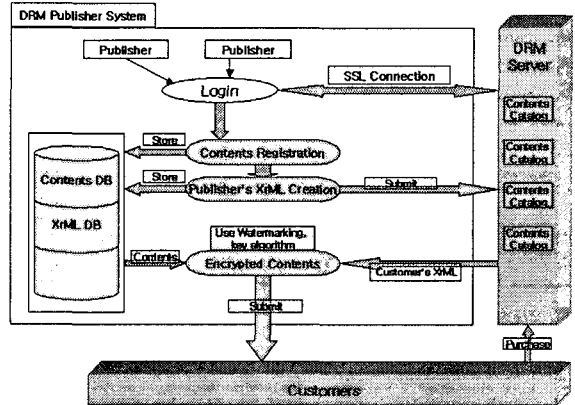 DRM Publisher System
Publisher
Publisher
DRM
Server
Login
SSL Connection
Contents
Catalog
Store
Contents Registration
Contents
Catalog
Contents DB
Store
Publisher's XrML Creation
Submit
Contents
Catalog
XrML DB
Use Watermarking,
key algorithm
Contents
Catalog
Contents
Encrypted Contents
Customer's XrML
Submit
Purchase
Customers